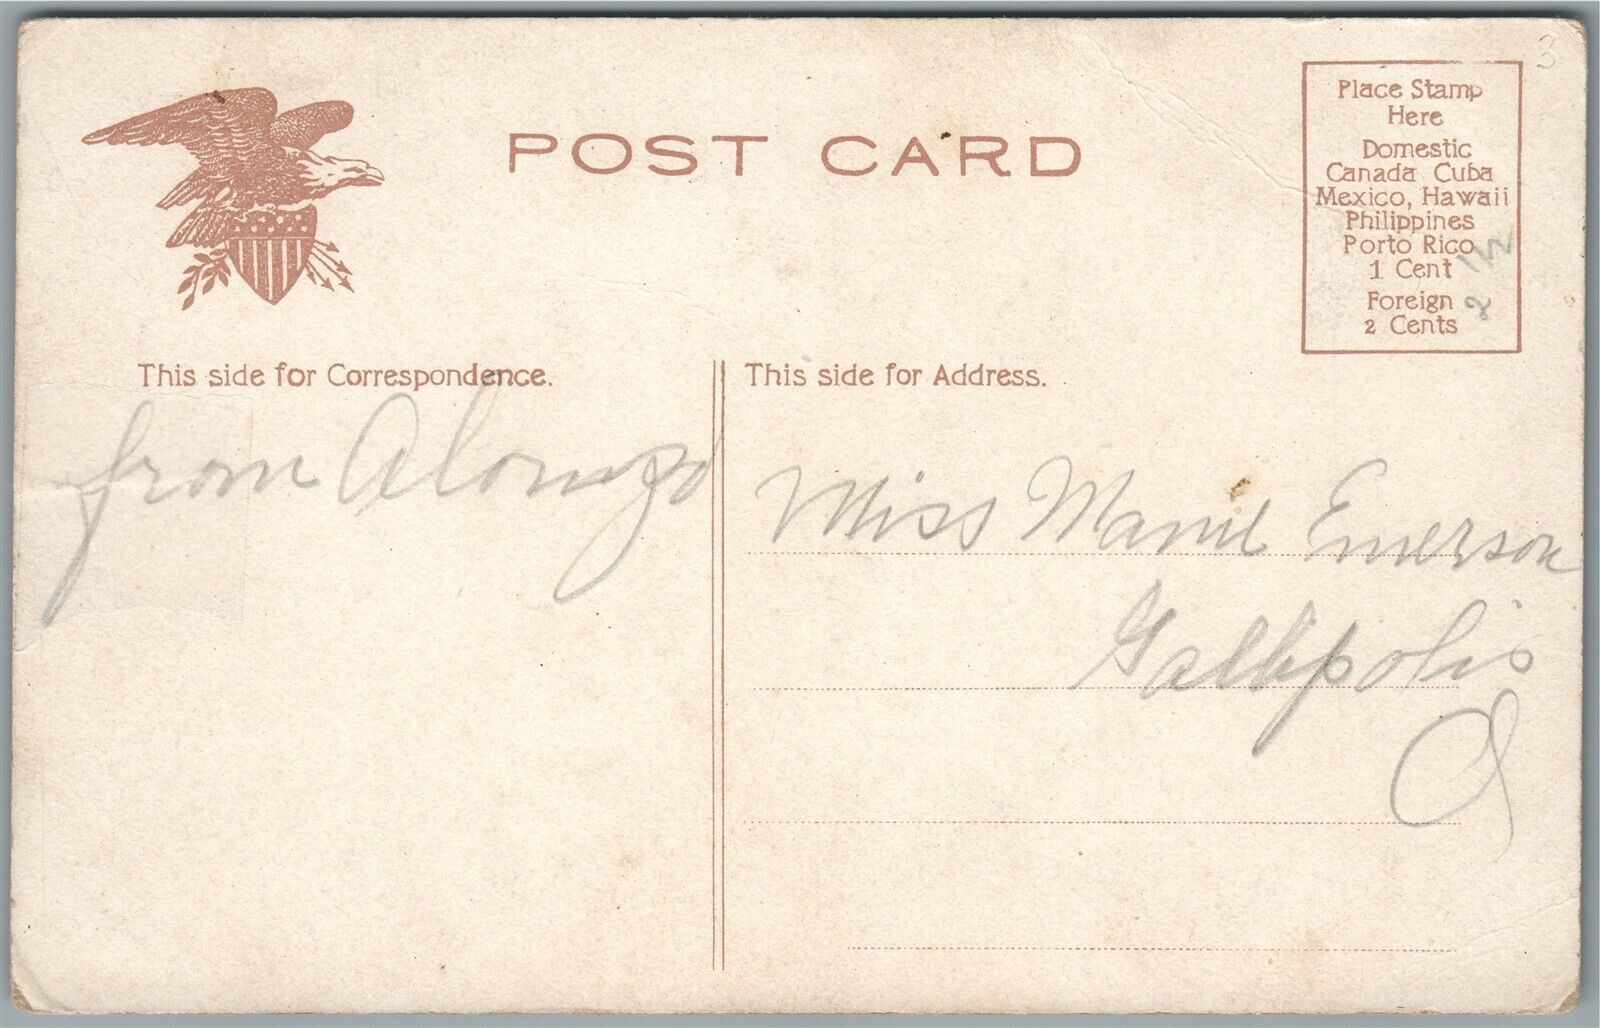 3
POST CARD
Place Stamp
Here
Domestic
Canada Cuba
Mexico, Hawaii
Philippines
Porto Rico
1 Cent
Foreign
2 Cents
This side for Correspondence.
from Alonzo
This side for Address.
Miss Emerson
Gallipolis
O